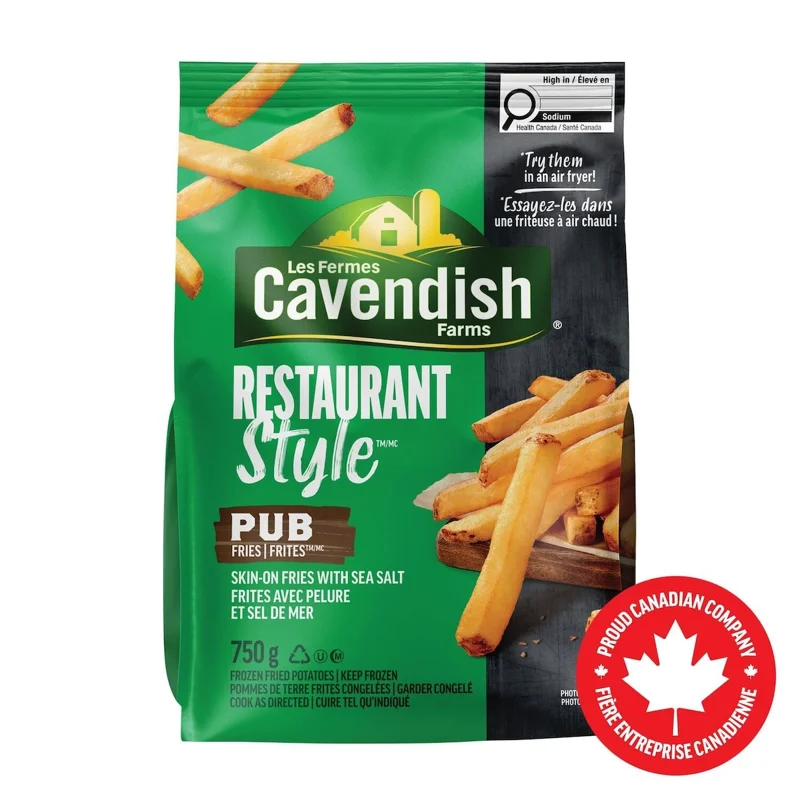 High in / Élevé en
Sodium
Health Canada / Santé Canada
*Try them
in an air fryer!
*Essayez-les dans
une friteuse à air chaud!
Les Fermes
Cavendish
Farms
®
RESTAURANT
Style TM/MC
PUB
FRIES | FRITES TM/MC
SKIN-ON FRIES WITH SEA SALT
FRITES AVEC PELURE
ET SEL DE MER
750 g U M
FROZEN FRIED POTATOES | KEEP FROZEN
POMMES DE TERRE FRITES CONGELÉES | GARDER CONGELÉ
COOK AS DIRECTED | CUIRE TEL QU'INDIQUÉ
PROUD CANADIAN COMPANY
FIÈRE ENTREPRISE CANADIENNE